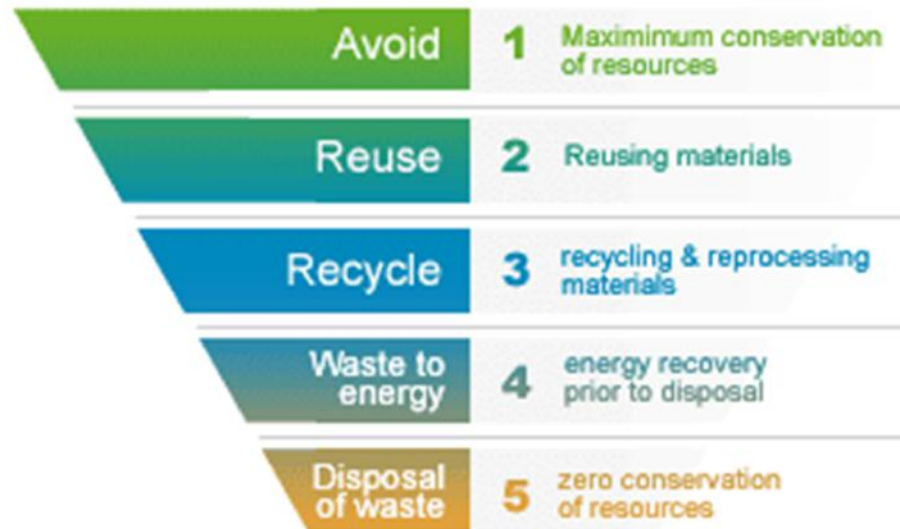 Avoid
1
Maximimum conservation
of resources
Reuse
2
Reusing materials
Recycle
3
recycling & reprocessing
materials
Waste to
energy
4
energy recovery
prior to disposal
Disposal
of waste
5
zero conservation
of resources